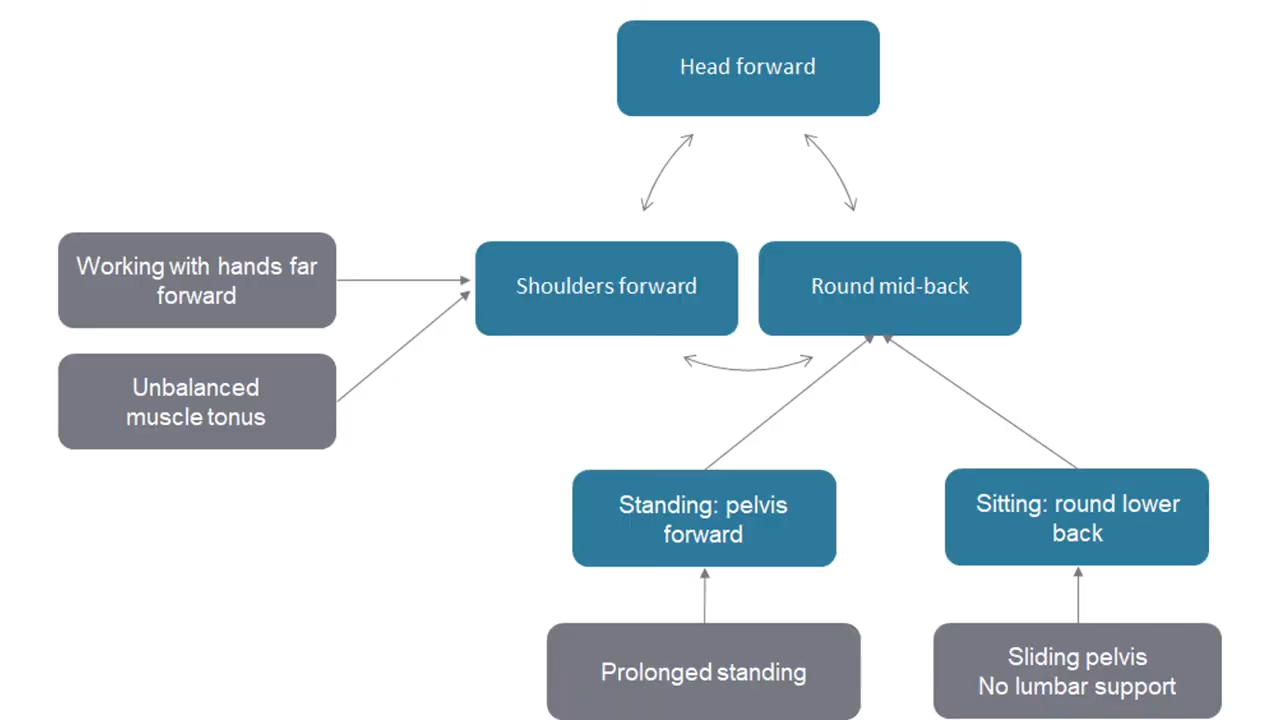 Head forward
Working with hands far
forward
Shoulders forward
Round mid-back
Unbalanced
muscle tonus
Standing: pelvis
forward
Sitting: round lower
back
Prolonged standing
Sliding pelvis
No lumbar support